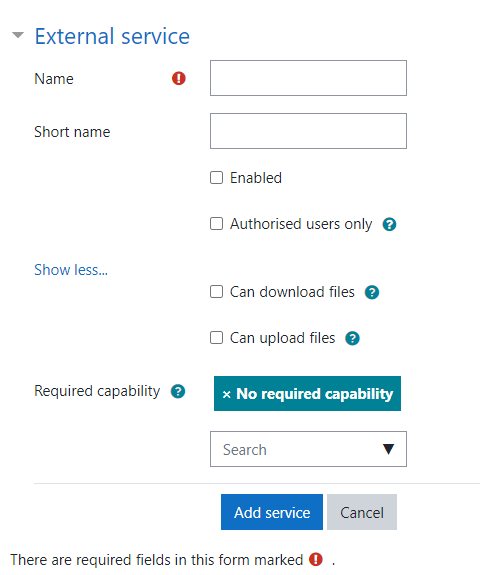 External service
Name
Short name
Enabled
Authorised users only
Show less...
Can download files
Can upload files
Required capability
× No required capability
Search
Add service
Cancel
There are required fields in this form marked .